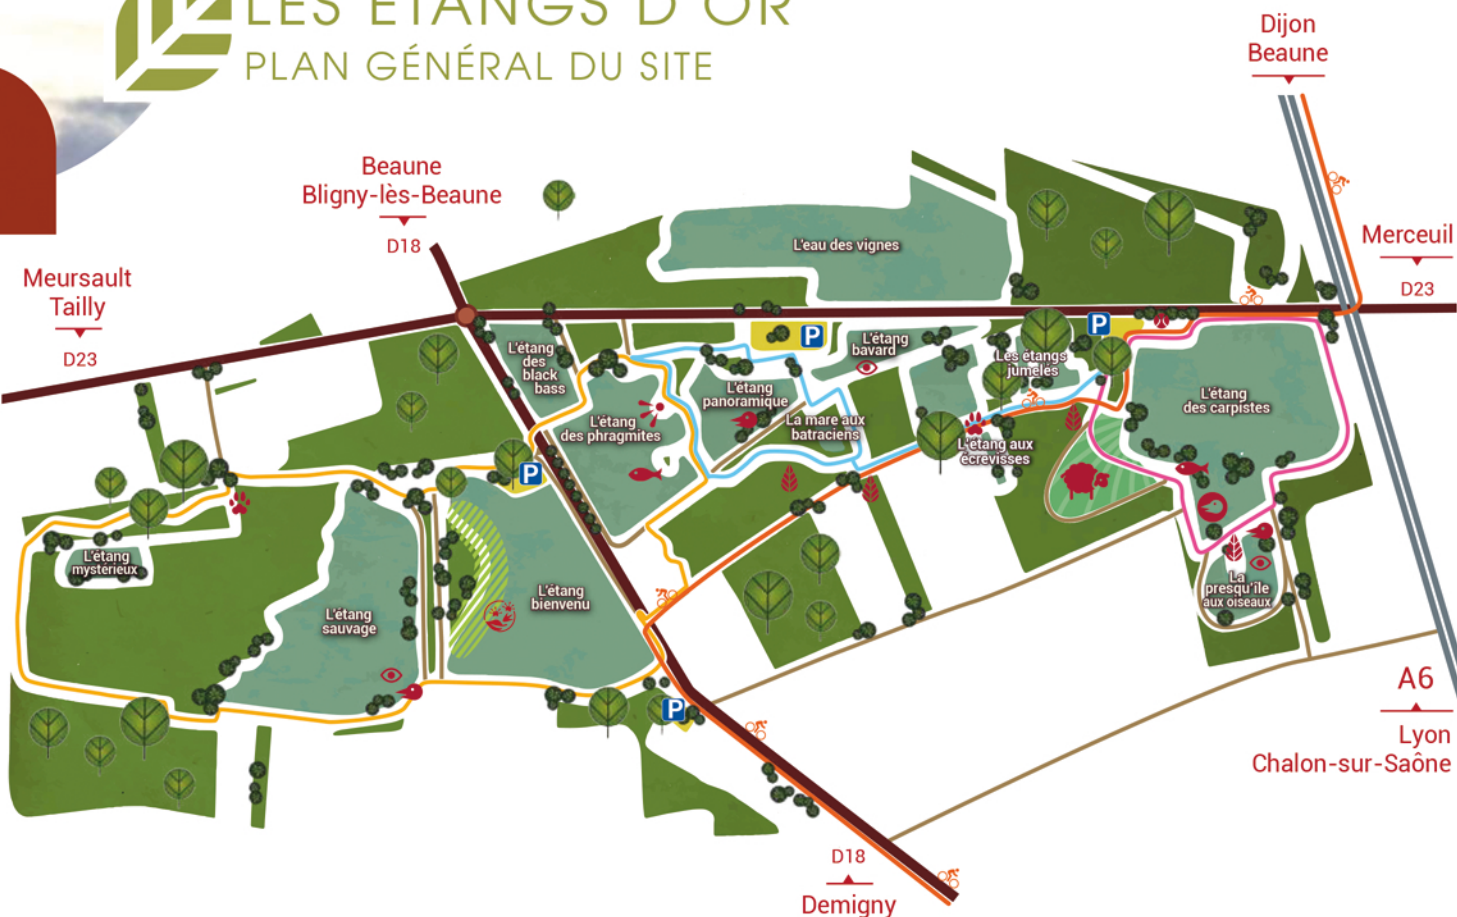 LES ÉTANGS D'OR
PLAN GÉNÉRAL DU SITE
Dijon
Beaune
Beaune
Bligny-lès-Beaune
D18
Merceuil
D23
Meursault
Tailly
D23
L'eau des vignes
P
P
L'étang
des
black
bass
L'étang
bavard
Les étangs
jumelés
L'étang
panoramique
L'étang
des carpistes
L'étang
des phragmites
La mare aux
batraciens
L'étang aux
écrevisses
P
L'étang
mystérieux
L'étang
bienvenu
La
presqu'île
aux oiseaux
L'étang
sauvage
P
A6
Lyon
Chalon-sur-Saône
D18
Demigny